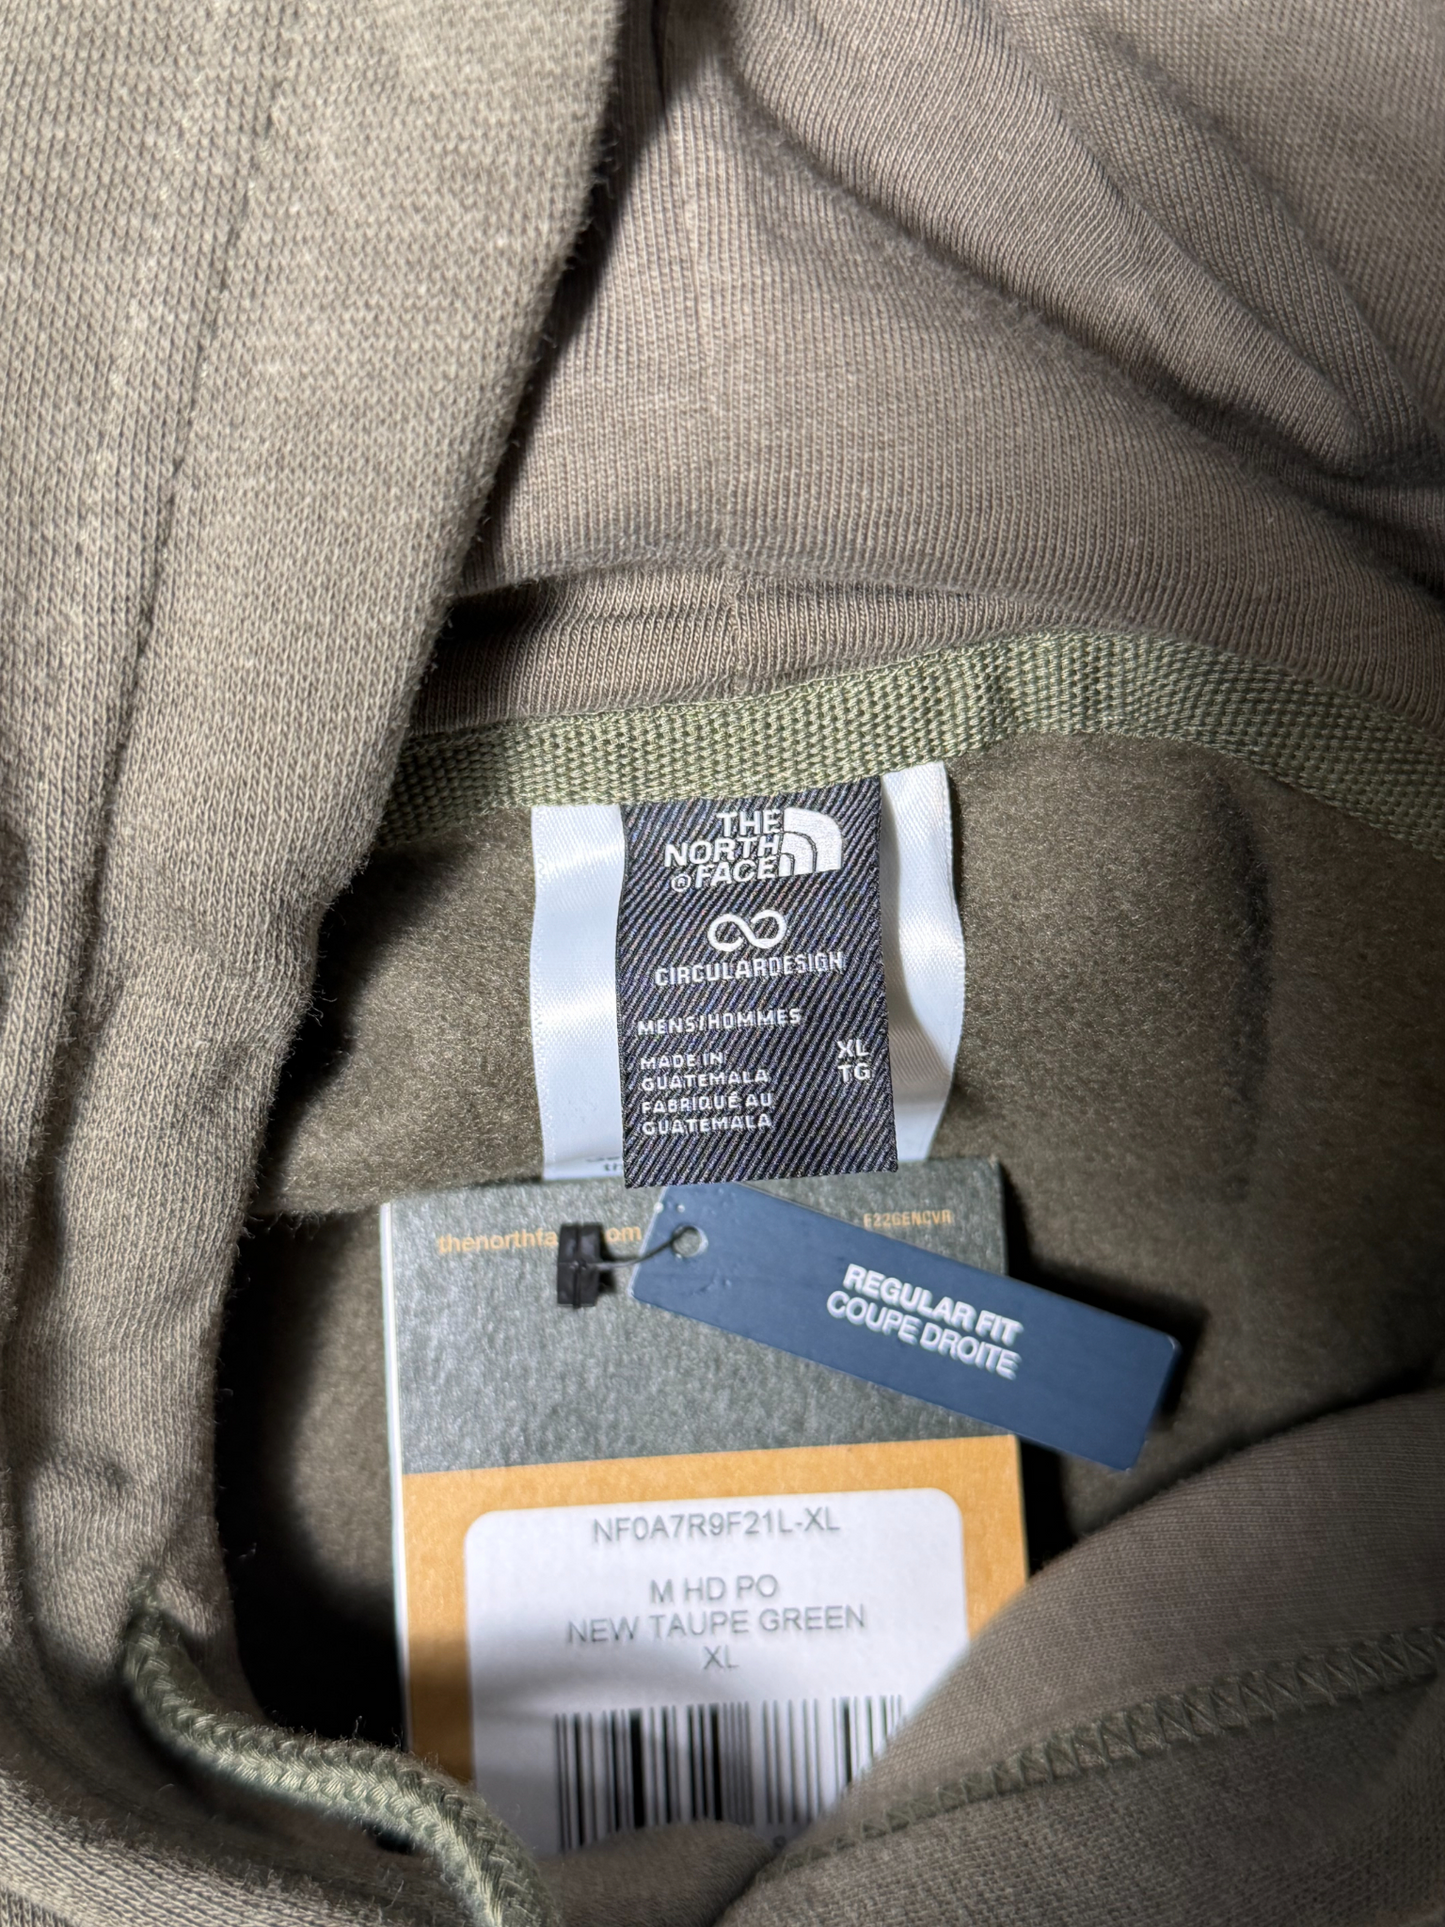 THE
NORTH
® FACE
CIRCULARDESIGN
MENS/HOMMES
MADE IN
GUATEMALA
FABRIQUÉ AU
GUATEMALA
XL
TG
E22GENCVR
REGULAR FIT
COUPE DROITE
NF0A7R9F21L-XL
M HD PO
NEW TAUPE GREEN
XL